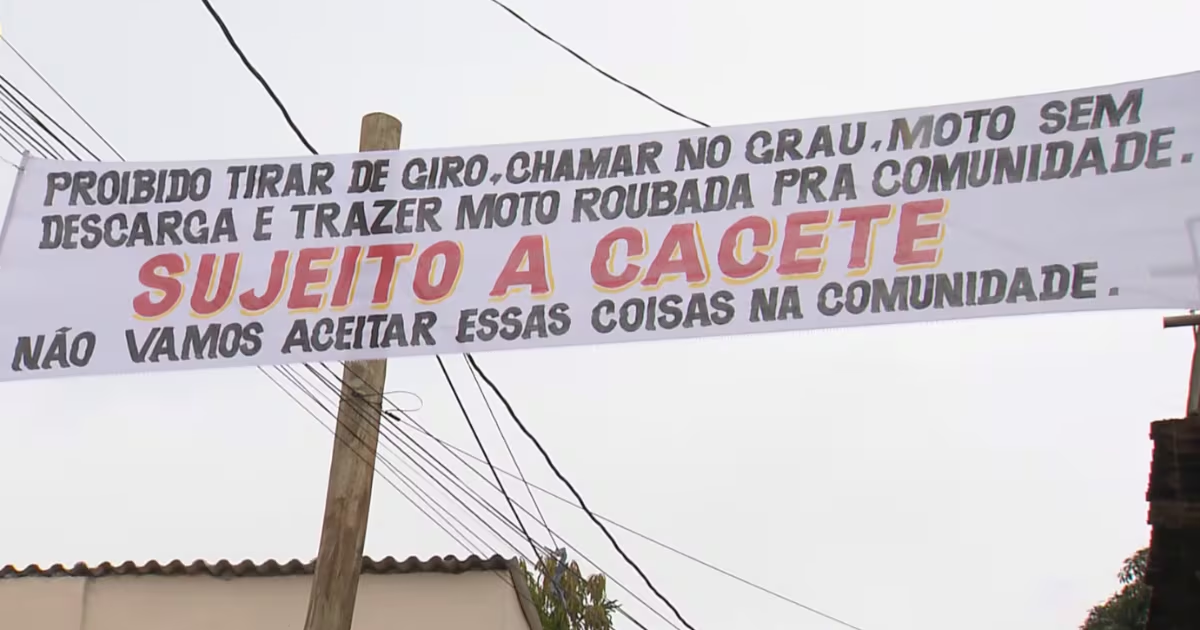 PROIBIDO TIRAR DE GIRO, CHAMAR NO GRAU, MOTO SEM
DESCARGA E TRAZER MOTO ROUBADA PRA COMUNIDADE.
SUJEITO A CACETE
NÃO VAMOS ACEITAR ESSAS COISAS NA COMUNIDADE.